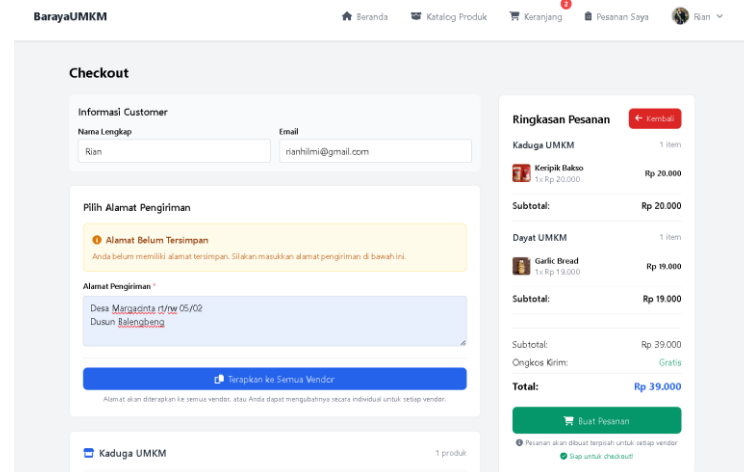 BarayaUMKM
Beranda
Katalog Produk
2
Keranjang
Pesanan Saya
Rian
Checkout
Informasi Customer
Nama Lengkap
Email
Rian
rianhilmi@gmail.com
Pilih Alamat Pengiriman
Alamat Belum Tersimpan
Anda belum memiliki alamat tersimpan. Silakan masukkan alamat pengiriman di bawah ini.
Alamat Pengiriman *
Desa Margadnta rt/rw 05/02
Dusun Balengbeng
Terapkan ke Semua Vendor
Alamat akan diterapkan ke semua vendor, atau Anda dapat mengubahnya secara individual untuk setiap vendor.
Kaduga UMKM
1 produk
Ringkasan Pesanan
Kembali
Kaduga UMKM
1 item
Keripik Bakso
1x Rp 20.000
Rp 20.000
Subtotal:
Rp 20.000
Dayat UMKM
1 item
Garlic Bread
1x Rp 19.000
Rp 19.000
Subtotal:
Rp 19.000
Subtotal:
Rp 39.000
Ongkos Kirim:
Gratis
Total:
Rp 39.000
Buat Pesanan
Pesanan akan dibuat terpisah untuk setiap vendor
Siap untuk checkout!